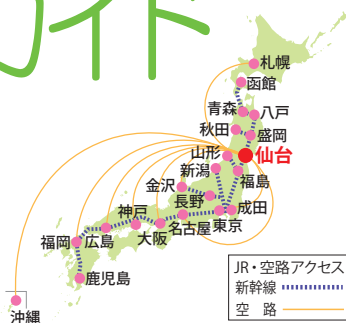 ガイド
札幌
函館
青森
八戸
秋田
盛岡
山形
仙台
新潟
福島
金沢
長野
成田
神戸
名古屋
東京
福岡
広島
大阪
鹿児島
沖縄
JR・空路アクセス
新幹線
空 路